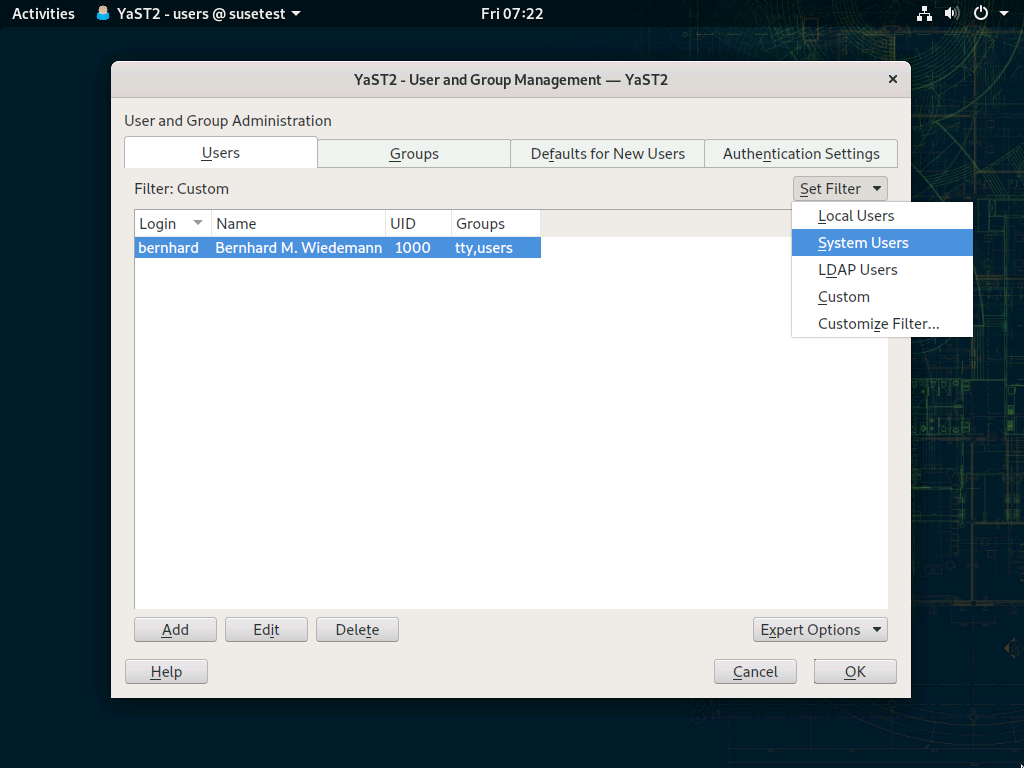 Activities YaST2 - users @ susetest Fri 07:22
YaST2 - User and Group Management — YaST2
User and Group Administration
Users Groups Defaults for New Users Authentication Settings
Filter: Custom Set Filter
Login Name UID Groups
bernhard Bernhard M. Wiedemann 1000 tty,users
Local Users
System Users
LDAP Users
Custom
Customize Filter...
Add Edit Delete Expert Options
Help Cancel OK